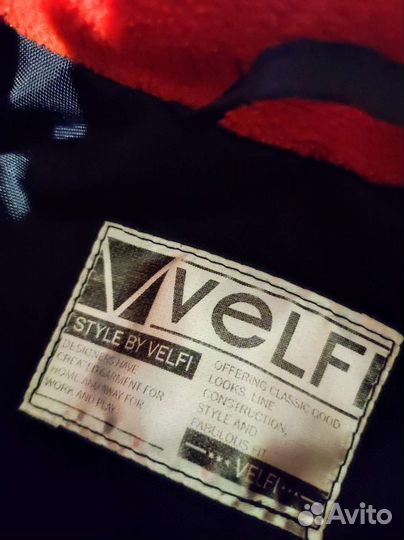 VELFI
STYLE BY VELFI
DESIGNERS HAVE
CREATED GARMENT FOR
HOME AND AWAY FOR
WORK AND PLAY
OFFERING CLASSIC GOOD
LOOKS, LINE
CONSTRUCTION,
STYLE AND
FABULOUS FIT
VELFI
Avito